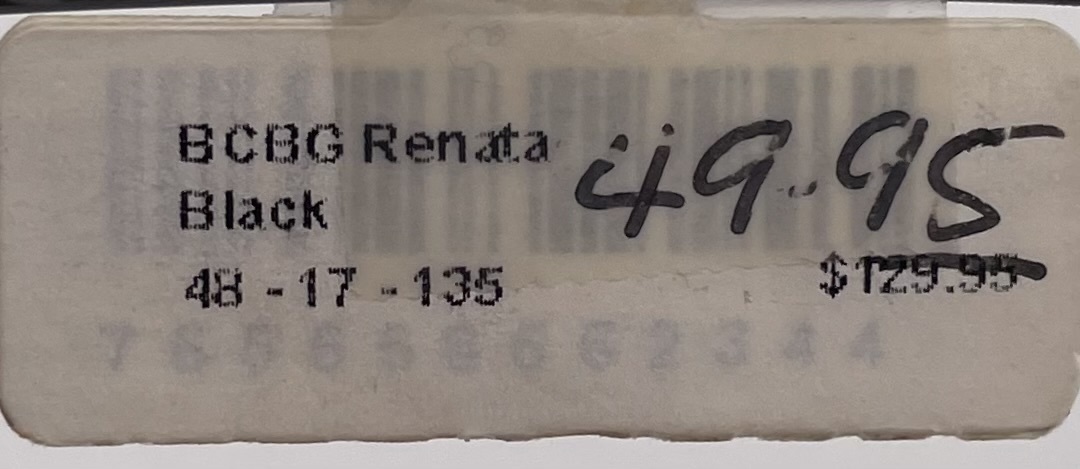 BCBG Renata
49.95
Black
48 - 17 - 135
$129.95